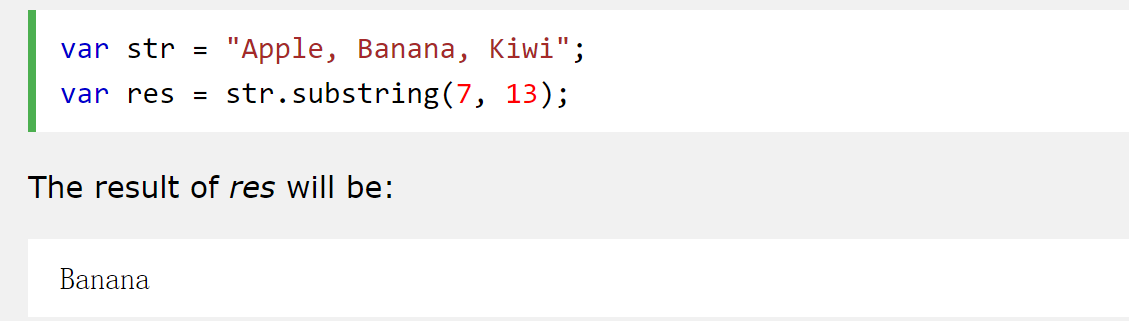 var str = "Apple, Banana, Kiwi";
var res = str.substring(7, 13);
The result of res will be:
Banana